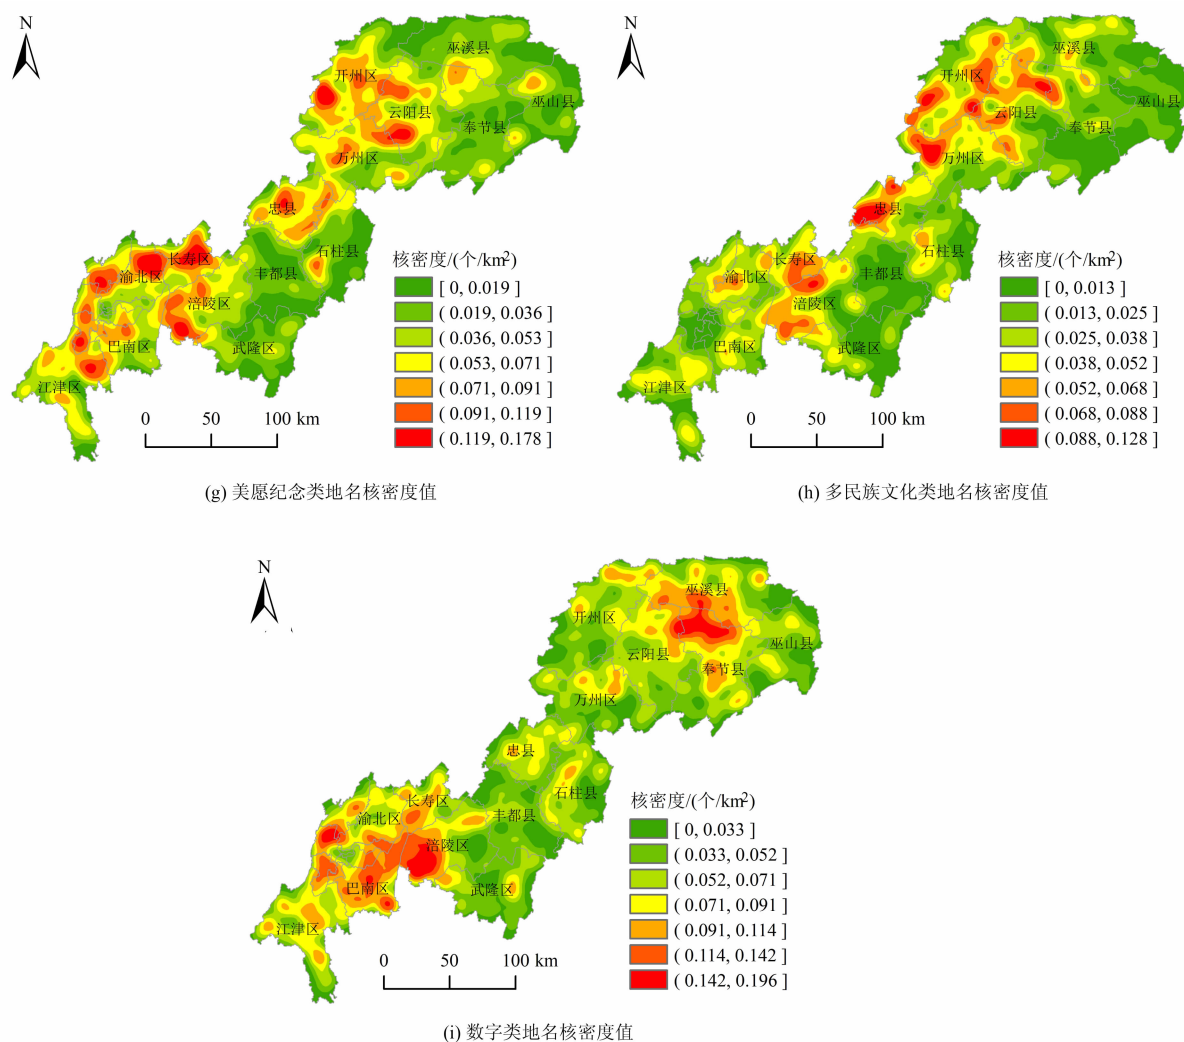 N
巫溪县
开州区
巫山县
云阳县
奉节县
万州区
忠县
石柱县
长寿区
渝北区
丰都县
涪陵区
巴南区
武隆区
江津区
核密度/(个/km²)
[ 0, 0.019 ]
( 0.019, 0.036 ]
( 0.036, 0.053 ]
( 0.053, 0.071 ]
( 0.071, 0.091 ]
( 0.091, 0.119 ]
( 0.119, 0.178 ]
0 50 100 km
(g) 美愿纪念类地名核密度值
N
巫溪县
开州区
巫山县
云阳县
奉节县
万州区
忠县
石柱县
长寿区
渝北区
丰都县
涪陵区
巴南区
武隆区
江津区
核密度/(个/km²)
[ 0, 0.013 ]
( 0.013, 0.025 ]
( 0.025, 0.038 ]
( 0.038, 0.052 ]
( 0.052, 0.068 ]
( 0.068, 0.088 ]
( 0.088, 0.128 ]
0 50 100 km
(h) 多民族文化类地名核密度值
N
巫溪县
开州区
巫山县
云阳县
奉节县
万州区
忠县
石柱县
长寿区
渝北区
丰都县
涪陵区
巴南区
武隆区
江津区
核密度/(个/km²)
[ 0, 0.033 ]
( 0.033, 0.052 ]
( 0.052, 0.071 ]
( 0.071, 0.091 ]
( 0.091, 0.114 ]
( 0.114, 0.142 ]
( 0.142, 0.196 ]
0 50 100 km
(i) 数字类地名核密度值